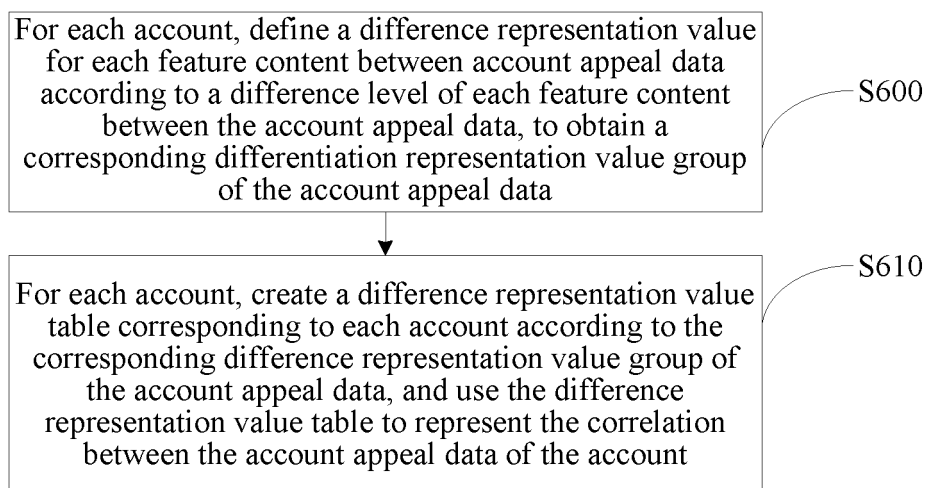 For each account, define a difference representation value
for each feature content between account appeal data
according to a difference level of each feature content
between the account appeal data, to obtain a
corresponding differentiation representation value group
of the account appeal data
S600
For each account, create a difference representation value
table corresponding to each account according to the
corresponding difference representation value group of
the account appeal data, and use the difference
representation value table to represent the correlation
between the account appeal data of the account
S610